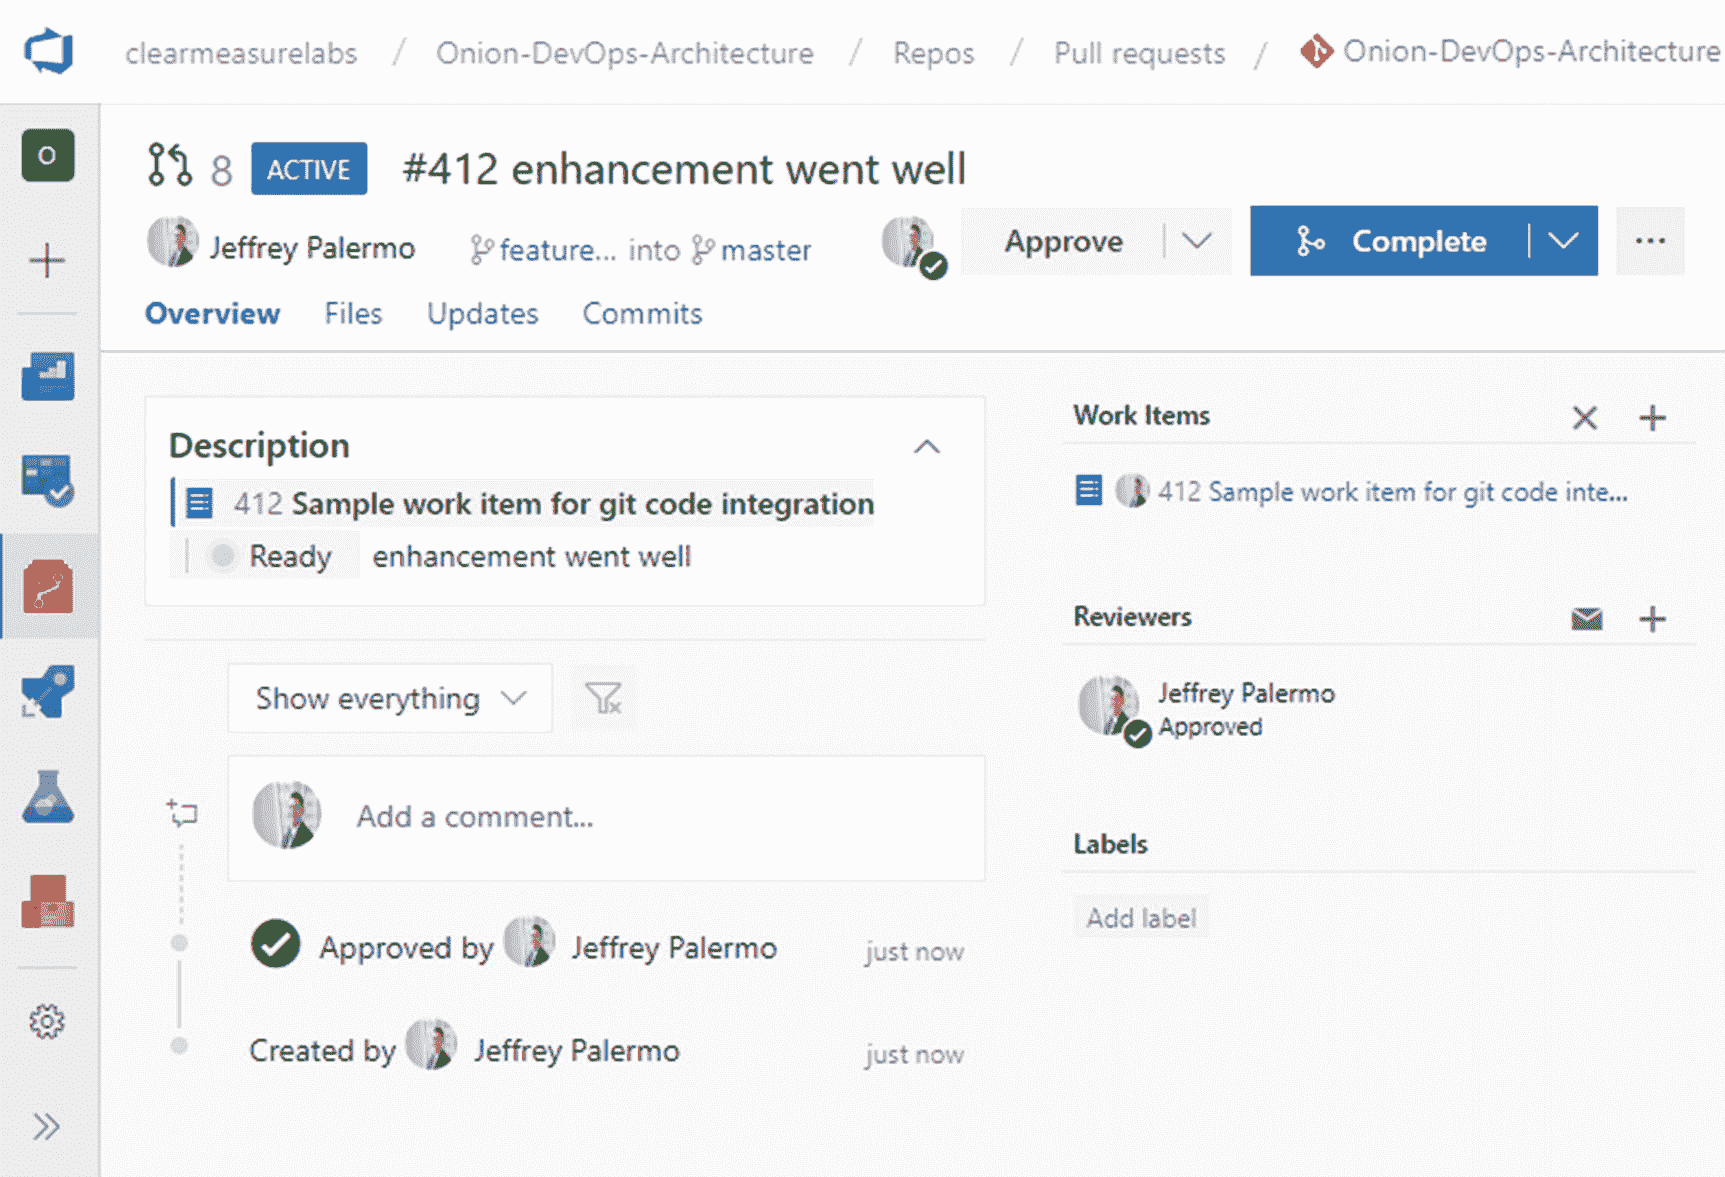 clearmeasurelabs / Onion-DevOps-Architecture / Repos / Pull requests / Onion-DevOps-Architecture
O
8 ACTIVE #412 enhancement went well
Jeffrey Palermo feature... into master Approve Complete ...
Overview Files Updates Commits
Description
412 Sample work item for git code integration
Ready enhancement went well
Show everything
Add a comment...
Approved by Jeffrey Palermo just now
Created by Jeffrey Palermo just now
Work Items
412 Sample work item for git code inte...
Reviewers
Jeffrey Palermo
Approved
Labels
Add label